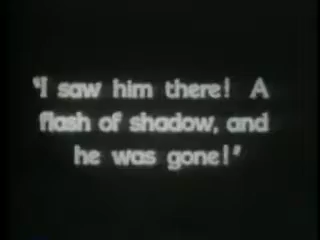 "I saw him there! A
flash of shadow, and
he was gone!"